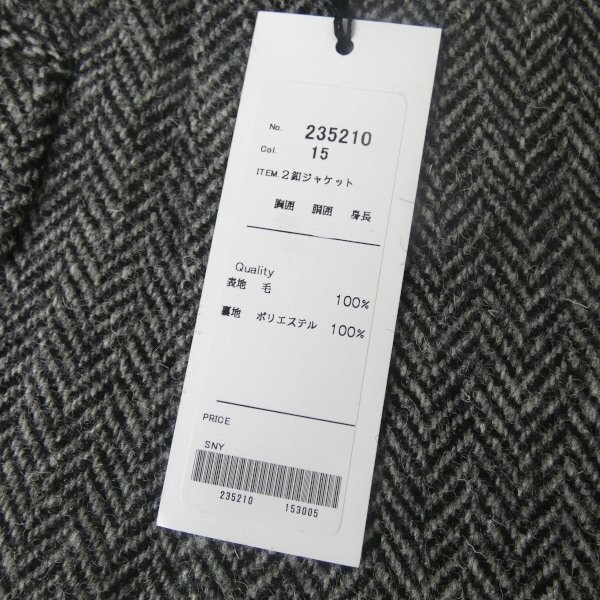 No. 235210
Col. 15
ITEM. 2釦ジャケット
胸囲 胴囲 身長
Quality
表地 毛 100%
裏地 ポリエステル 100%
PRICE
SNY
235210 153005